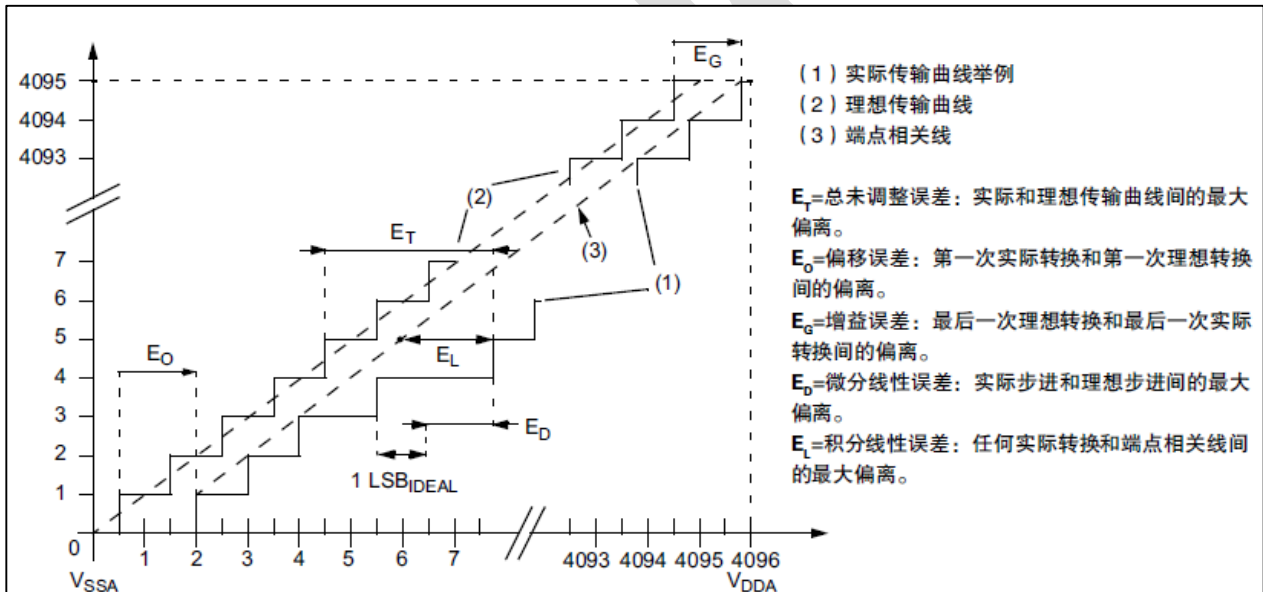 E_G
4095
4094
4093
7
6
5
4
3
2
1
0
E_O
E_T
E_L
E_D
1 LSB_IDEAL
(2)
(3)
(1)
1 2 3 4 5 6 7 4093 4094 4095 4096
V_SSA V_DDA
（1）实际传输曲线举例
（2）理想传输曲线
（3）端点相关线
E_T=总未调整误差：实际和理想传输曲线间的最大
偏离。
E_O=偏移误差：第一次实际转换和第一次理想转换
间的偏离。
E_G=增益误差：最后一次理想转换和最后一次实际
转换间的偏离。
E_D=微分线性误差：实际步进和理想步进间的最大
偏离。
E_L=积分线性误差：任何实际转换和端点相关线间
的最大偏离。